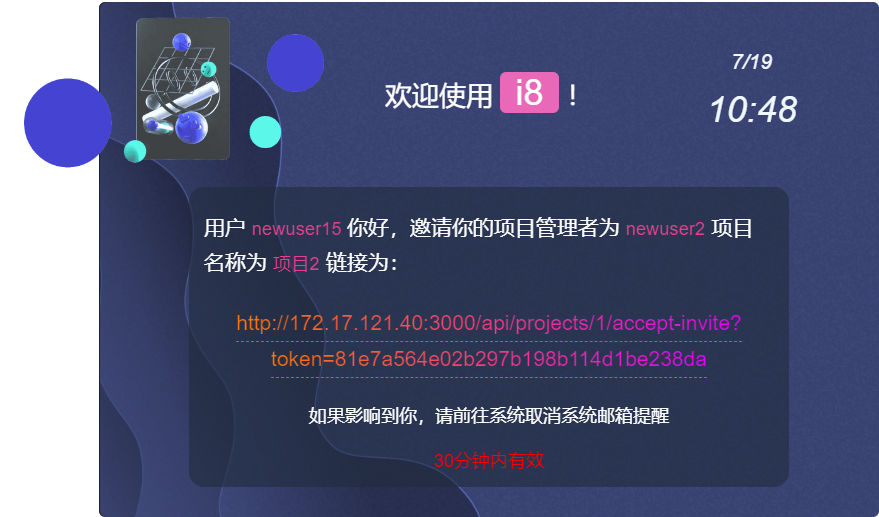 欢迎使用 i8 ！
7/19
10:48
用户 newuser15 你好，邀请你的项目管理者为 newuser2 项目
名称为 项目2 链接为：
http://172.17.121.40:3000/api/projects/1/accept-invite?
token=81e7a564e02b297b198b114d1be238da
如果影响到你，请前往系统取消系统邮箱提醒
30分钟内有效